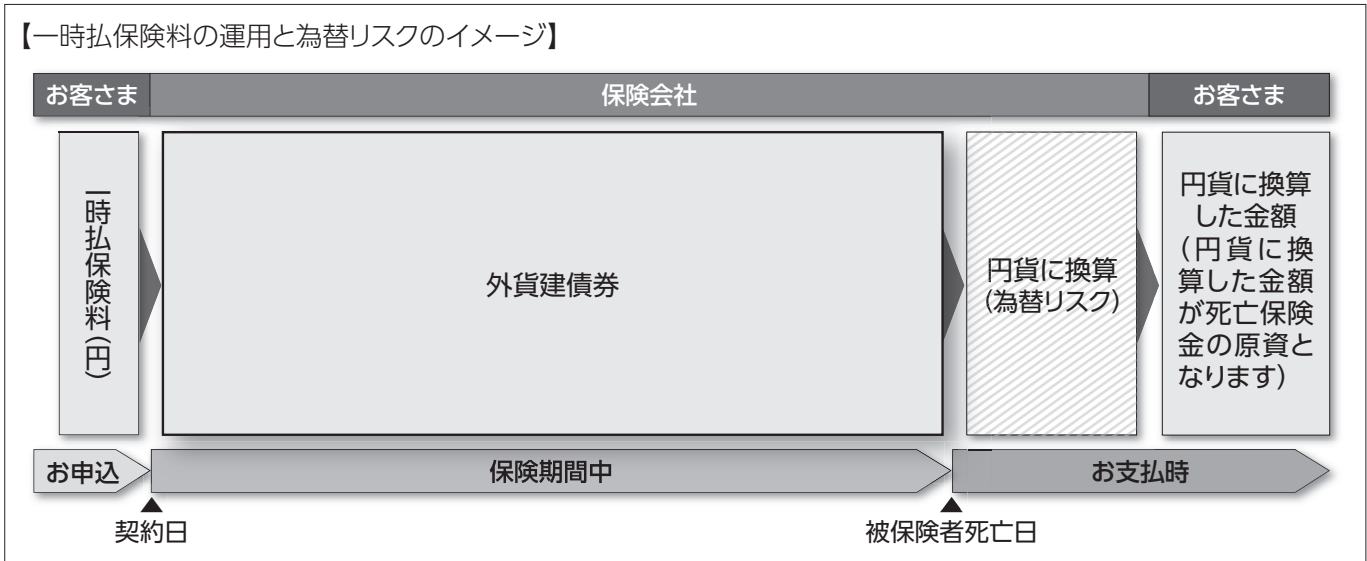 【一時払保険料の運用と為替リスクのイメージ】
お客さま
保険会社
お客さま
一時払保険料(円)
外貨建債券
円貨に換算
(為替リスク)
円貨に換算
した金額
(円貨に換
算した金額
が死亡保険
金の原資と
なります)
お申込
保険期間中
お支払時
契約日
被保険者死亡日